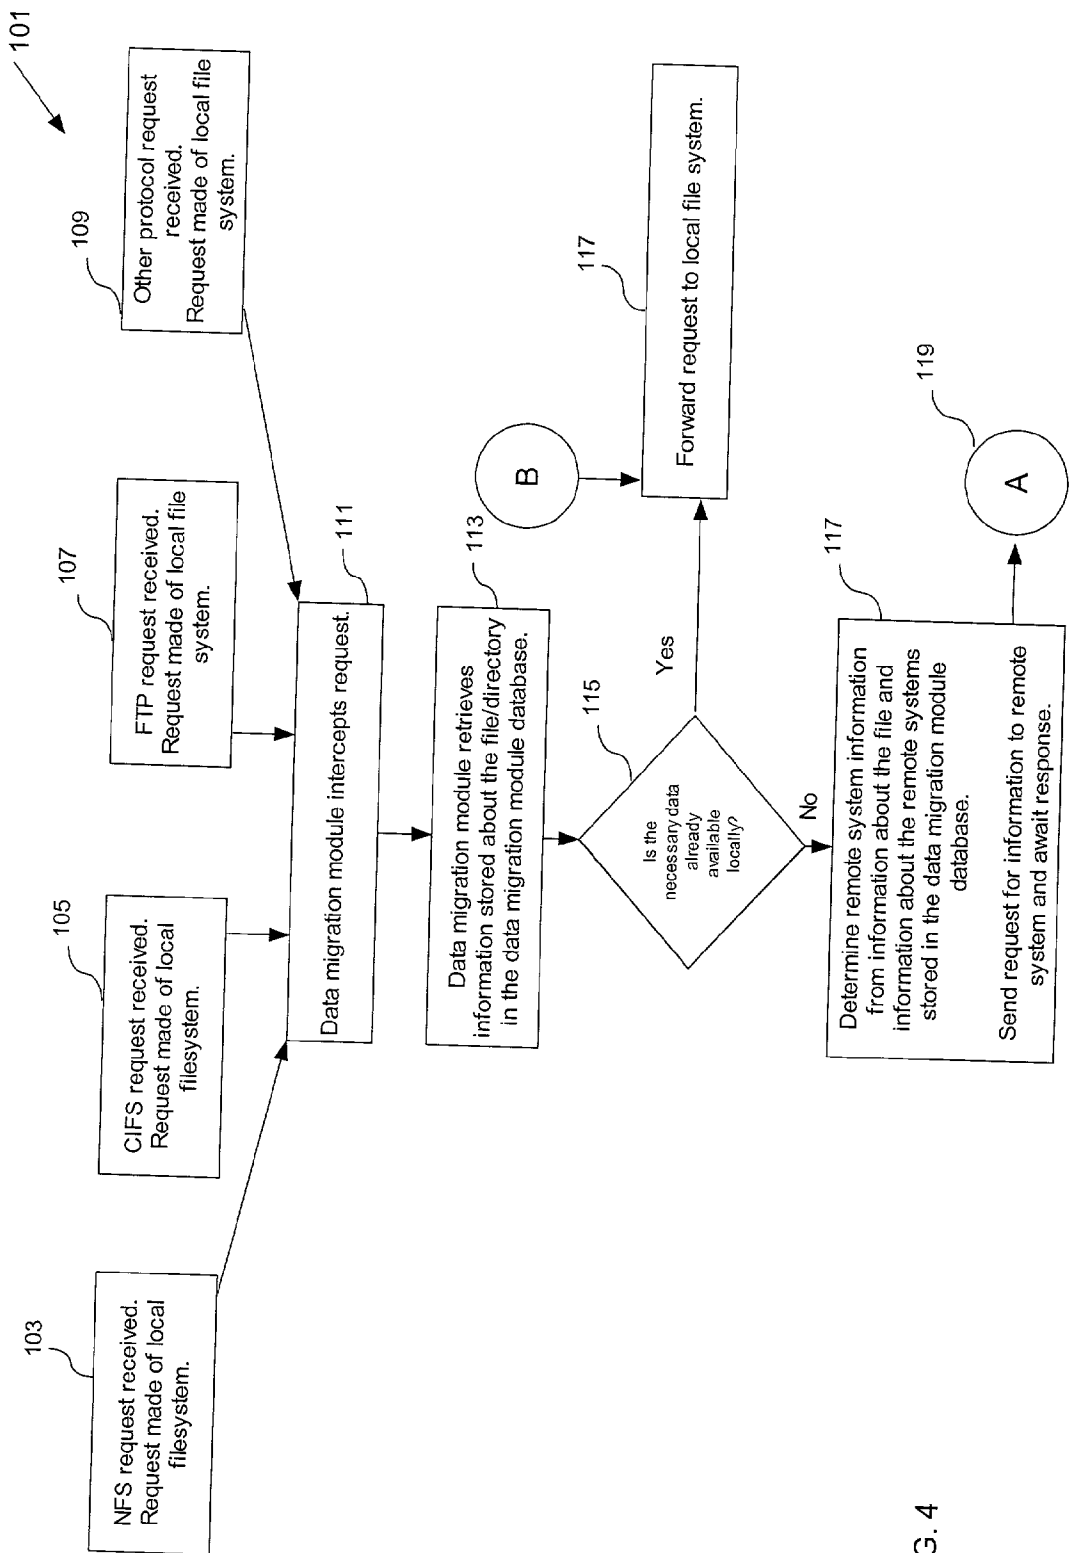 101
103
NFS request received.
Request made of local
filesystem.
105
CIFS request received.
Request made of local
filesystem.
107
FTP request received.
Request made of local file
system.
109
Other protocol request
received.
Request made of local file
system.
111
Data migration module intercepts request.
113
Data migration module retrieves
information stored about the file/directory
in the data migration module database.
B
115
Is the
necessary data
already
available
locally?
Yes
117
Forward request to local file system.
No
117
Determine remote system information
from information about the file and
information about the remote systems
stored in the data migration module
database.
Send request for information to remote
system and await response.
119
A
G. 4